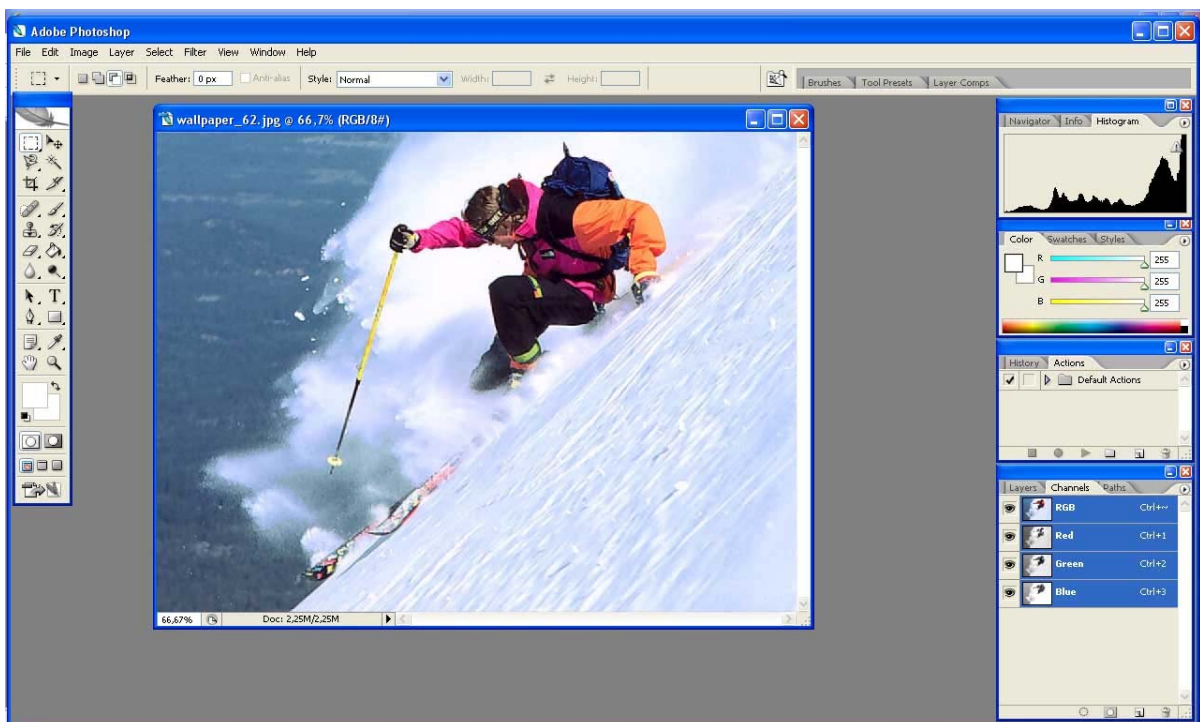 Adobe Photoshop
File Edit Image Layer Select Filter View Window Help
Feather: 0 px Anti-alias Style: Normal Width: Height: Brushes Tool Presets Layer Comps
wallpaper_62.jpg @ 66,7% (RGB/8#)
Navigator Info Histogram
Color Swatches Styles
R 255
G 255
B 255
T
History Actions
Default Actions
Layers Channels Paths
RGB Ctrl+~
Red Ctrl+1
Green Ctrl+2
Blue Ctrl+3
66,67% Doc: 2,25M/2,25M